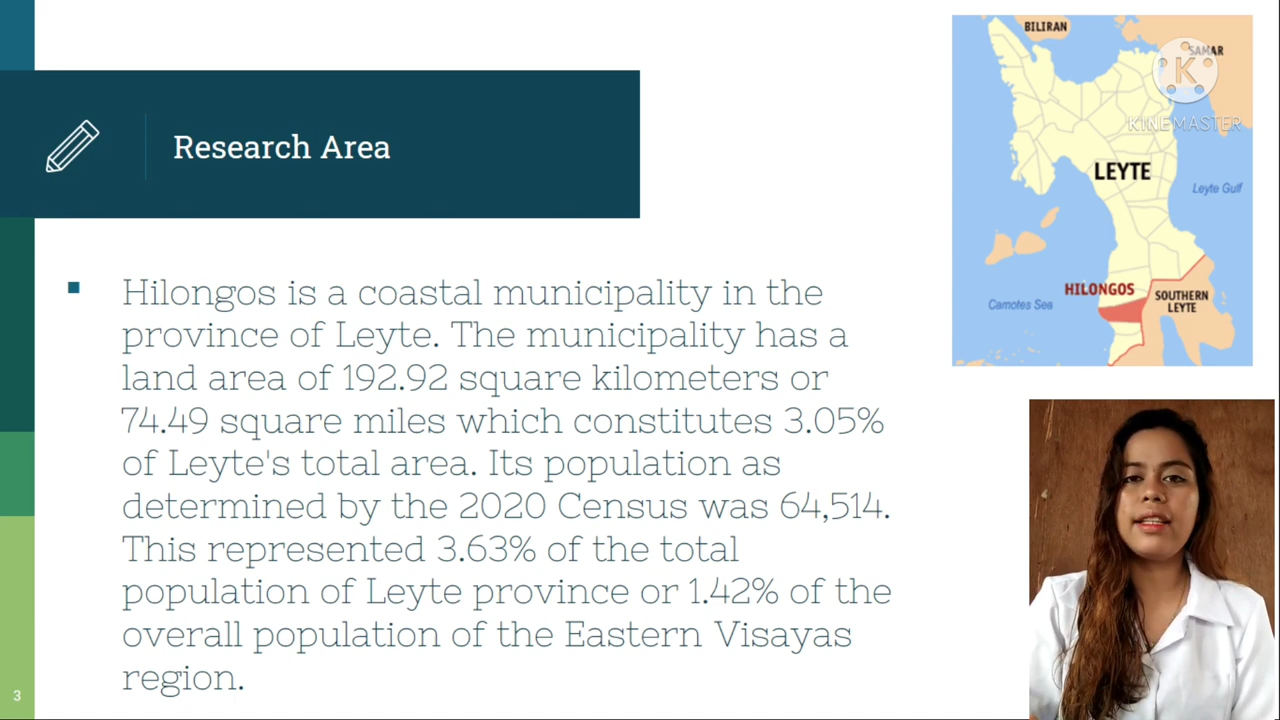 Research Area
Hilongos is a coastal municipality in the
province of Leyte. The municipality has a
land area of 192.92 square kilometers or
74.49 square miles which constitutes 3.05%
of Leyte's total area. Its population as
determined by the 2020 Census was 64,514.
This represented 3.63% of the total
population of Leyte province or 1.42% of the
overall population of the Eastern Visayas
region.
3
BILIRAN
SAMAR
K
KINEMASTER
LEYTE
Leyte Gulf
HILONGOS
SOUTHERN
LEYTE
Camotes Sea